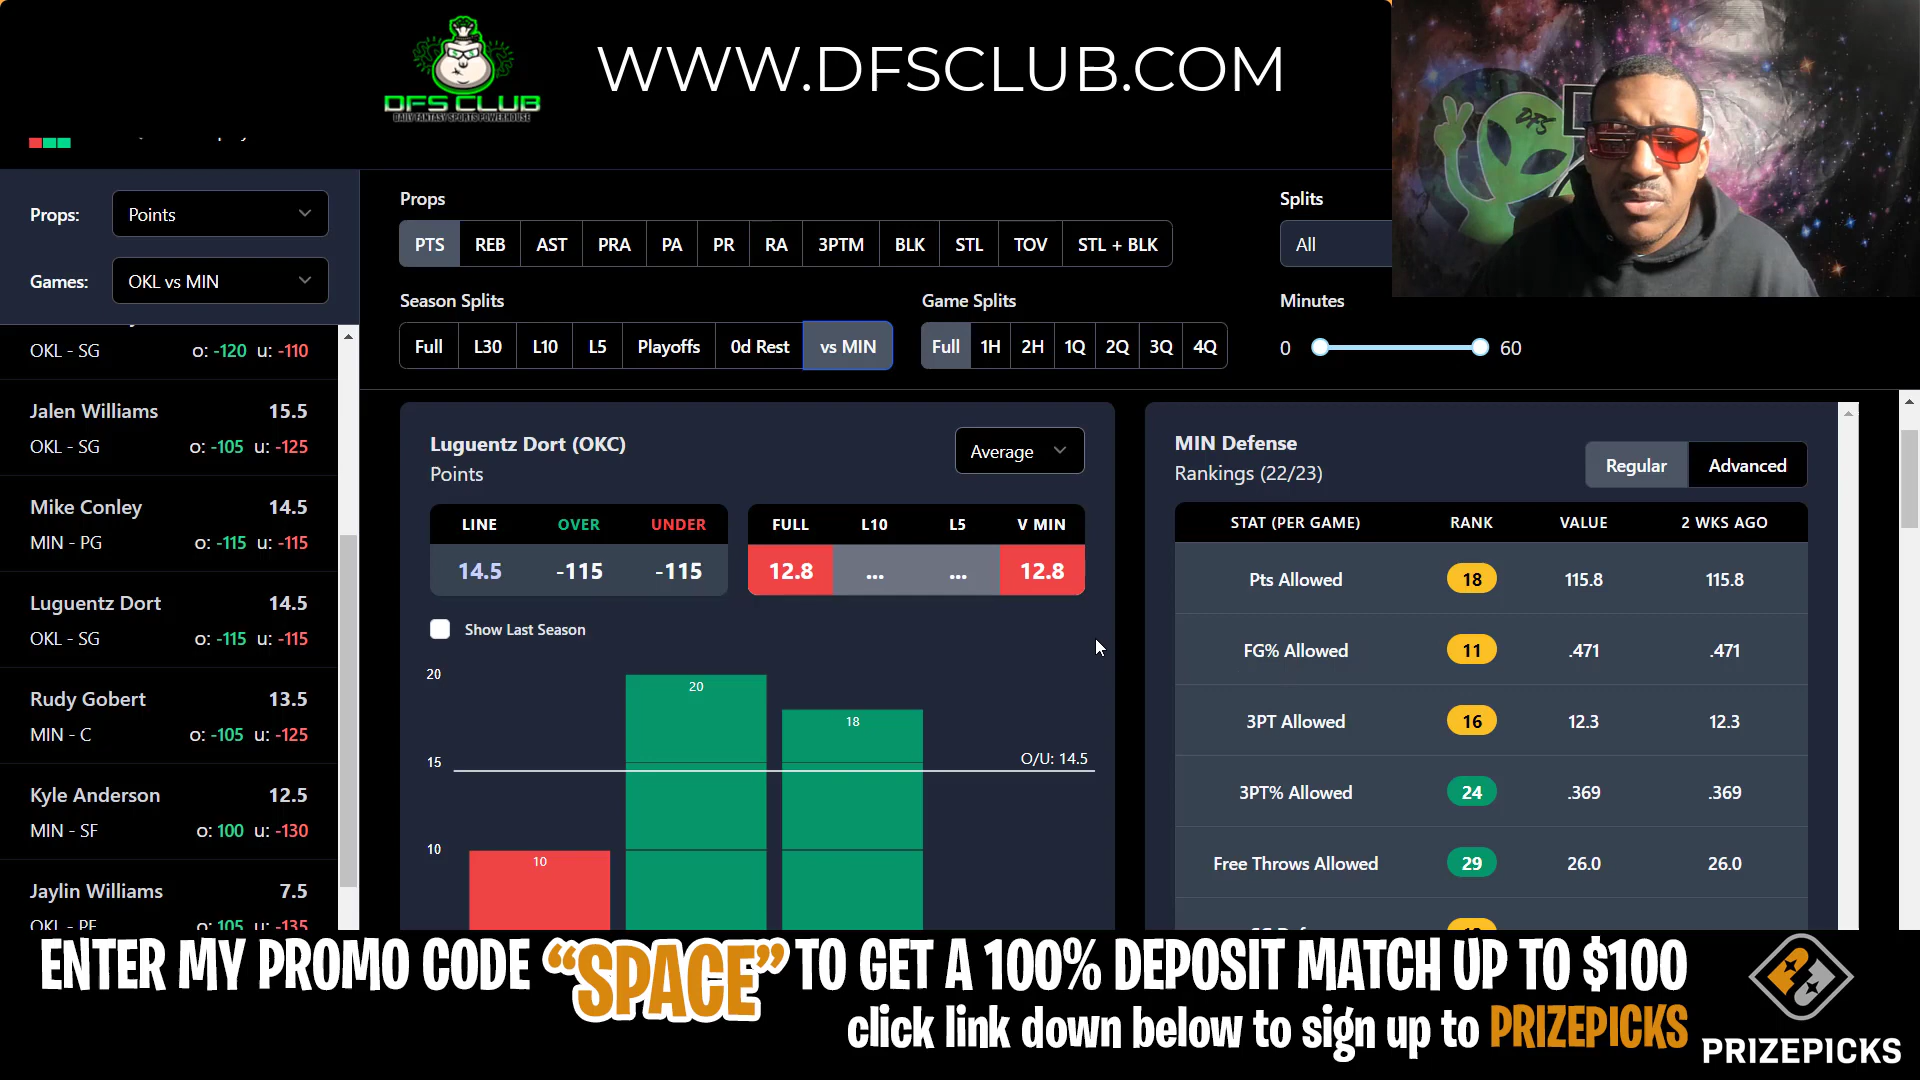 DFS CLUB
DAILY FANTASY SPORTS POWERHOUSE
WWW.DFSCLUB.COM
DFS
Props:
Points
Games:
OKL vs MIN
OKL - SG
o: -120 u: -110
Jalen Williams
15.5
OKL - SG
o: -105 u: -125
Mike Conley
14.5
MIN - PG
o: -115 u: -115
Luguentz Dort
14.5
OKL - SG
o: -115 u: -115
Rudy Gobert
13.5
MIN - C
o: -105 u: -125
Kyle Anderson
12.5
MIN - SF
o: 100 u: -130
Jaylin Williams
7.5
OKL - PF
o: 105 u: -135
Props
PTS REB AST PRA PA PR RA 3PTM BLK STL TOV STL + BLK
Splits
All
Season Splits
Full L30 L10 L5 Playoffs 0d Rest vs MIN
Game Splits
Full 1H 2H 1Q 2Q 3Q 4Q
Minutes
0
60
Luguentz Dort (OKC)
Points
Average
LINE OVER UNDER
14.5 -115 -115
FULL L10 L5 V MIN
12.8 ... ... 12.8
Show Last Season
20
15
10
10
20
18
O/U: 14.5
MIN Defense
Rankings (22/23)
Regular Advanced
STAT (PER GAME) RANK VALUE 2 WKS AGO
Pts Allowed 18 115.8 115.8
FG% Allowed 11 .471 .471
3PT Allowed 16 12.3 12.3
3PT% Allowed 24 .369 .369
Free Throws Allowed 29 26.0 26.0
ENTER MY PROMO CODE “SPACE” TO GET A 100% DEPOSIT MATCH UP TO $100
click link down below to sign up to PRIZEPICKS
PRIZEPICKS